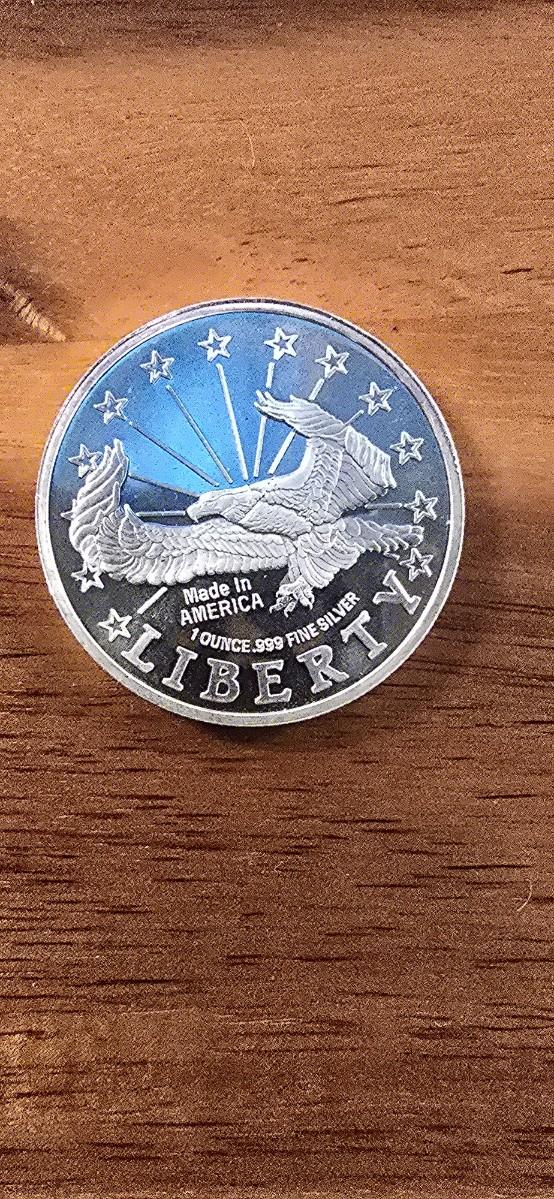 Made In
AMERICA
1 OUNCE .999 FINE SILVER
LIBERTY